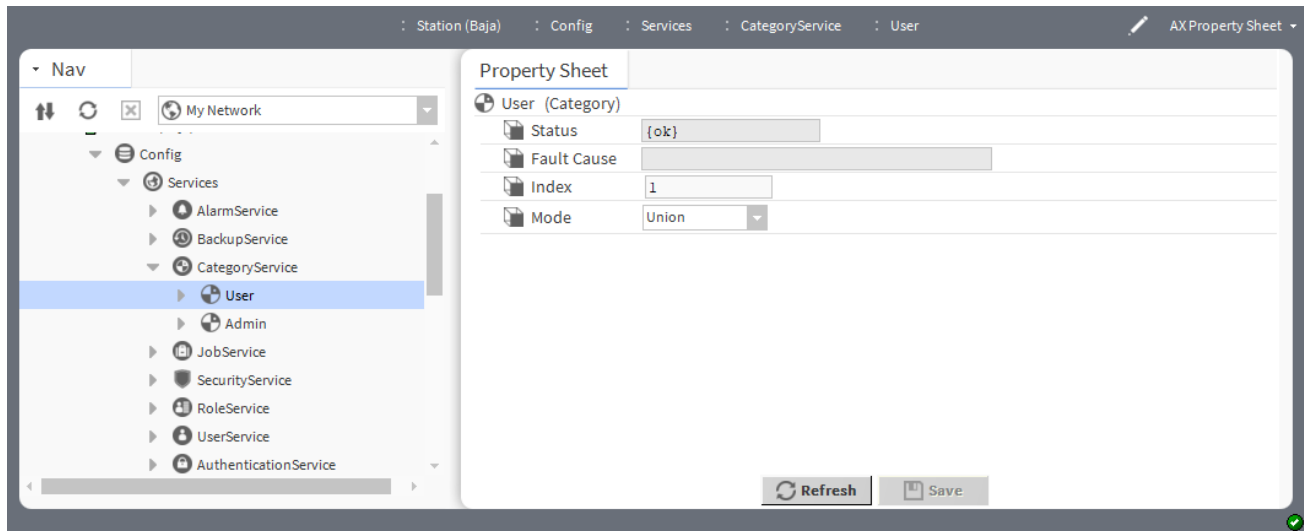 : Station (Baja) : Config : Services : CategoryService : User AX Property Sheet
Nav
My Network
Config
Services
AlarmService
BackupService
CategoryService
User
Admin
JobService
SecurityService
RoleService
UserService
AuthenticationService
Property Sheet
User (Category)
Status {ok}
Fault Cause
Index 1
Mode Union
Refresh Save